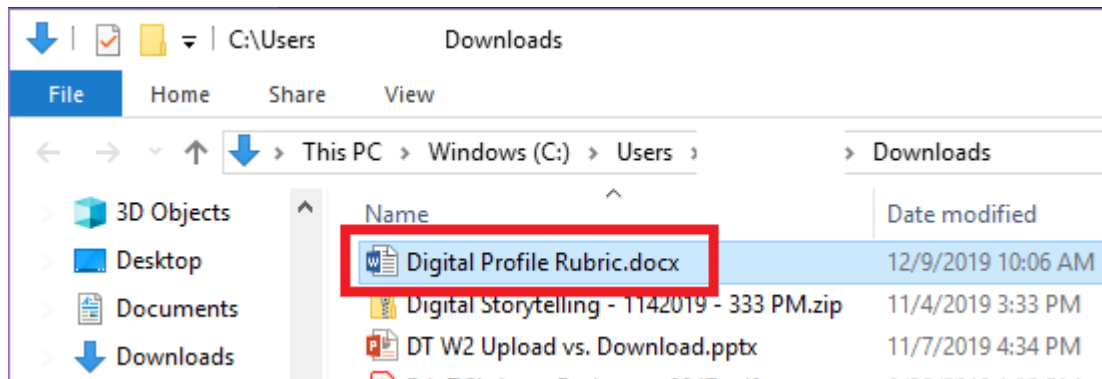 C:\Users Downloads
File Home Share View
This PC > Windows (C:) > Users > > Downloads
Name Date modified
3D Objects
Desktop
Documents
Downloads
Digital Profile Rubric.docx 12/9/2019 10:06 AM
Digital Storytelling - 1142019 - 333 PM.zip 11/4/2019 3:33 PM
DT W2 Upload vs. Download.pptx 11/7/2019 4:34 PM